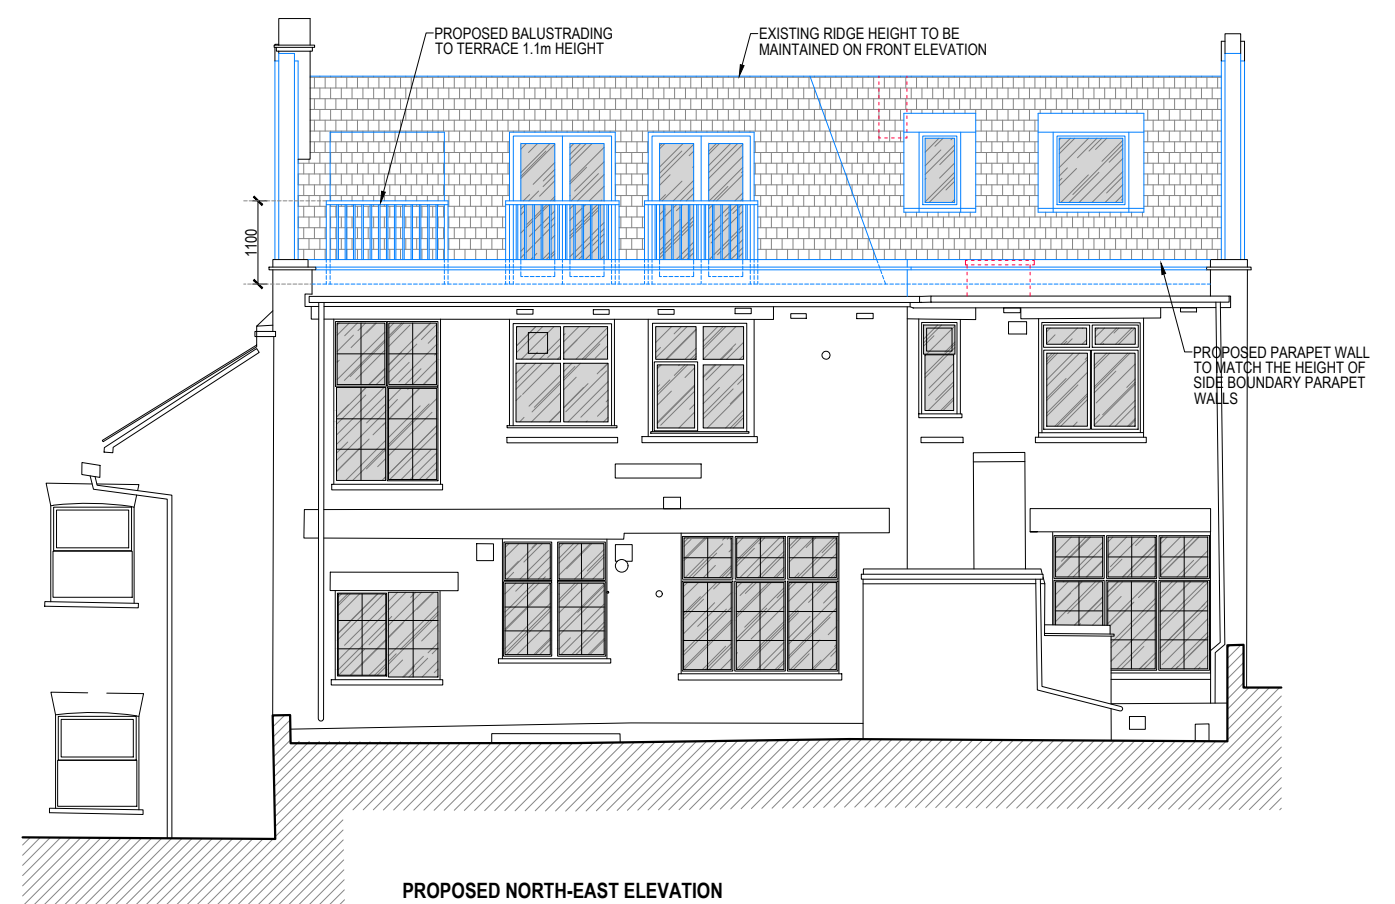 PROPOSED BALUSTRADING
TO TERRACE 1.1m HEIGHT
EXISTING RIDGE HEIGHT TO BE
MAINTAINED ON FRONT ELEVATION
1100
PROPOSED PARAPET WALL
TO MATCH THE HEIGHT OF
SIDE BOUNDARY PARAPET
WALLS
PROPOSED NORTH-EAST ELEVATION